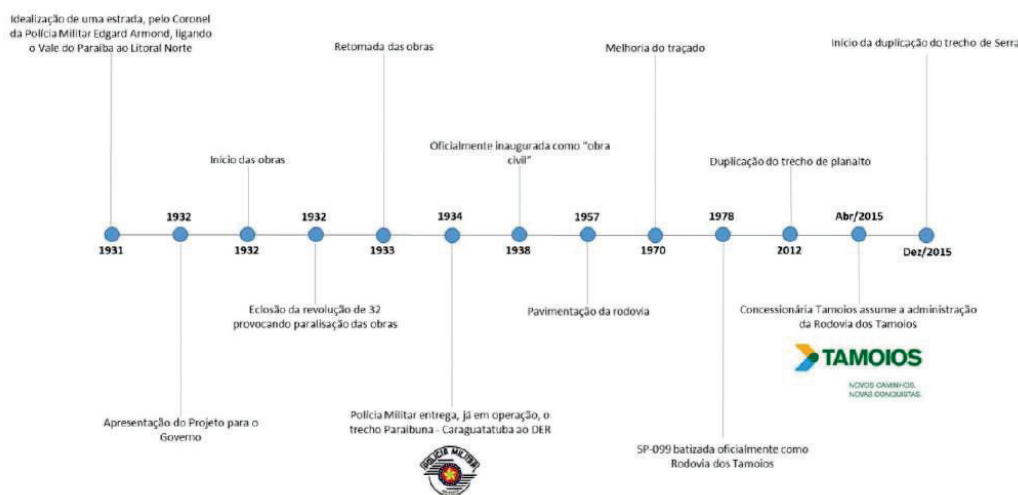 Idealização de uma estrada, pelo Coronel
da Polícia Militar Edgard Armond, ligando
o Vale do Paraíba ao Litoral Norte
Retomada das obras
Melhoria do traçado
Início da duplicação do trecho de Serra
Início das obras
Oficialmente inaugurada como "obra
civil"
Duplicação do trecho de planalto
1932
1932
1934
1957
1978
Abr/2015
1931
1932
1933
1938
1970
2012
Dez/2015
Eclosão da revolução de 32
provocando paralisação das obras
Pavimentação da rodovia
Concessionária Tamoios assume a administração
da Rodovia dos Tamoios
TAMOIOS
NOVOS CAMINHOS.
NOVAS CONQUISTAS.
Apresentação do Projeto para o
Governo
Polícia Militar entrega, já em operação, o
trecho Paraibuna - Caraguatatuba ao DER
POLÍCIA MILITAR
SP-099 batizada oficialmente como
Rodovia dos Tamoios